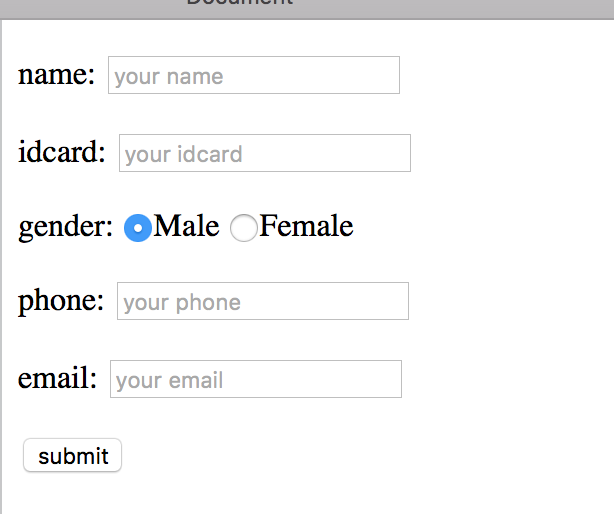 Document
name: your name
idcard: your idcard
gender: Male Female
phone: your phone
email: your email
submit